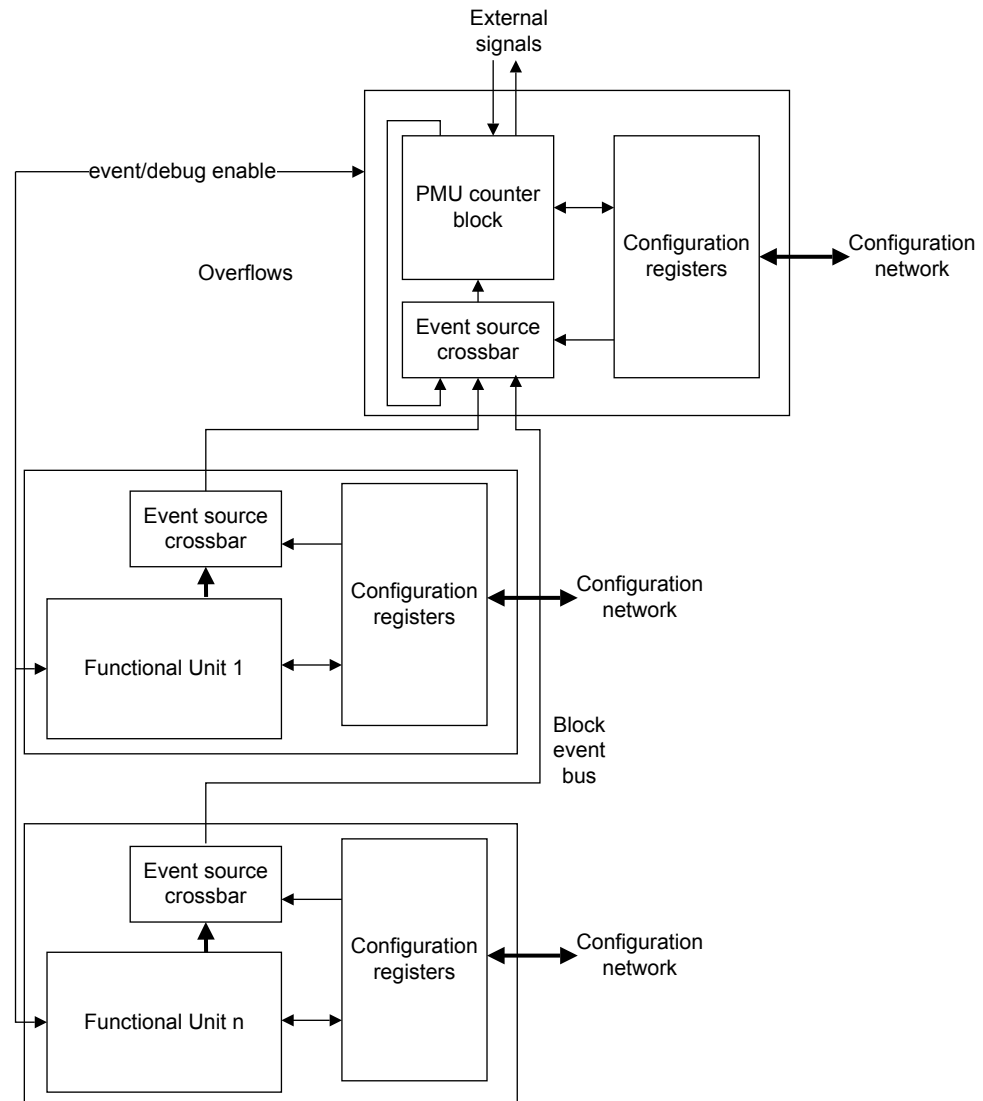 External
signals
event/debug enable
PMU counter
block
Configuration
registers
Configuration
network
Overflows
Event source
crossbar
Event source
crossbar
Configuration
registers
Configuration
network
Functional Unit 1
Block
event
bus
Event source
crossbar
Configuration
registers
Configuration
network
Functional Unit n